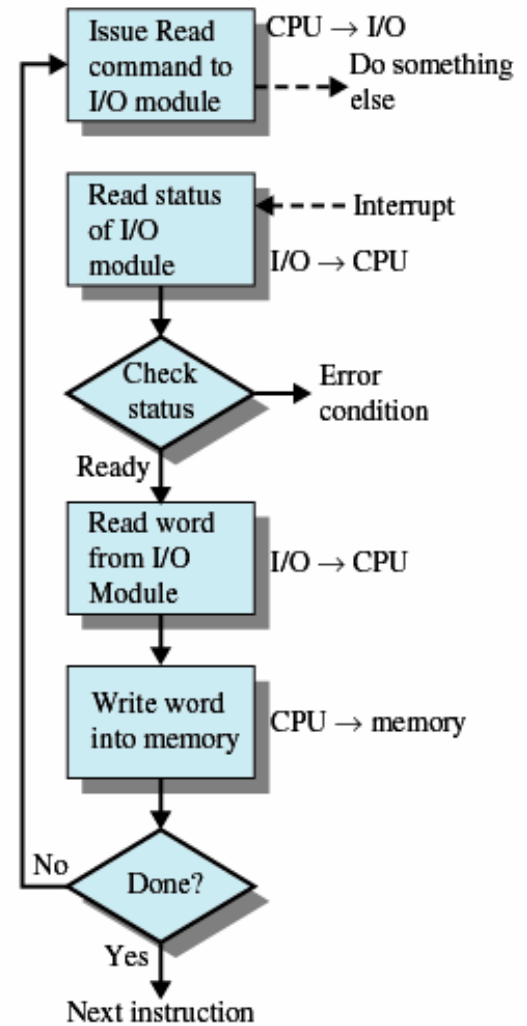 Issue Read
command to
I/O module
CPU → I/O
Do something
else
Read status
of I/O
module
Interrupt
I/O → CPU
Check
status
Error
condition
Ready
Read word
from I/O
Module
I/O → CPU
Write word
into memory
CPU → memory
No
Done?
Yes
Next instruction